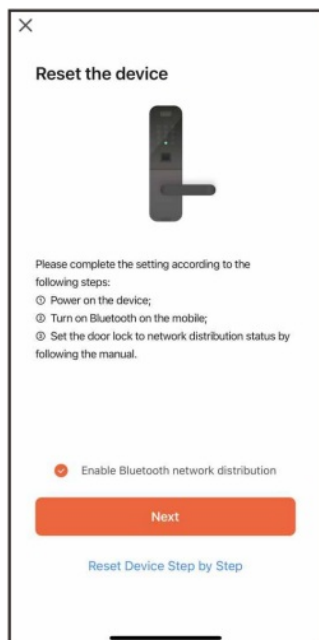 Reset the device
Please complete the setting according to the
following steps:
① Power on the device;
② Turn on Bluetooth on the mobile;
③ Set the door lock to network distribution status by
following the manual.
Enable Bluetooth network distribution
Next
Reset Device Step by Step